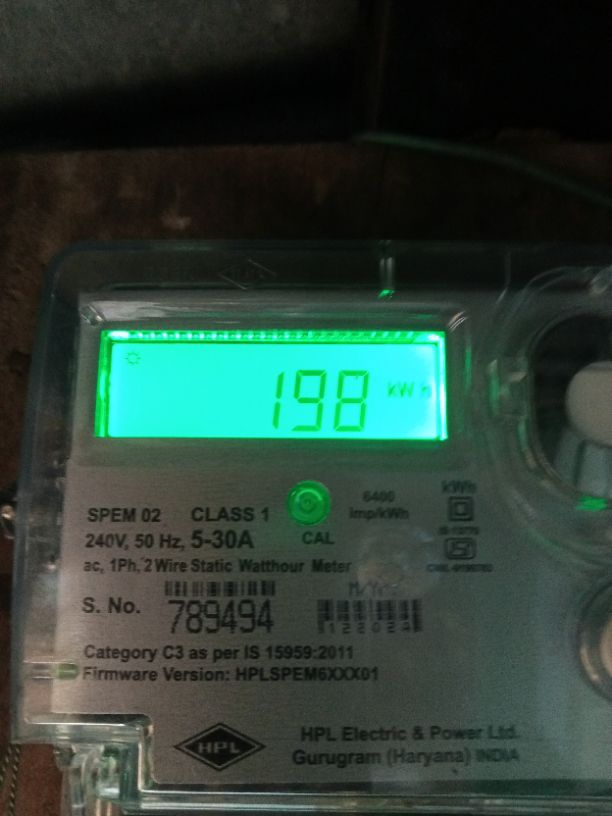 198 kWh
SPEM 02 CLASS 1
240V, 50 Hz, 5-30A
CAL
6400
imp/kWh
kWh
ac, 1Ph, 2 Wire Static Watthour Meter
S. No. 789494
Category C3 as per IS 15959:2011
Firmware Version: HPLSPEM6XXX01
HPL
HPL Electric & Power Ltd.
Gurugram (Haryana) INDIA